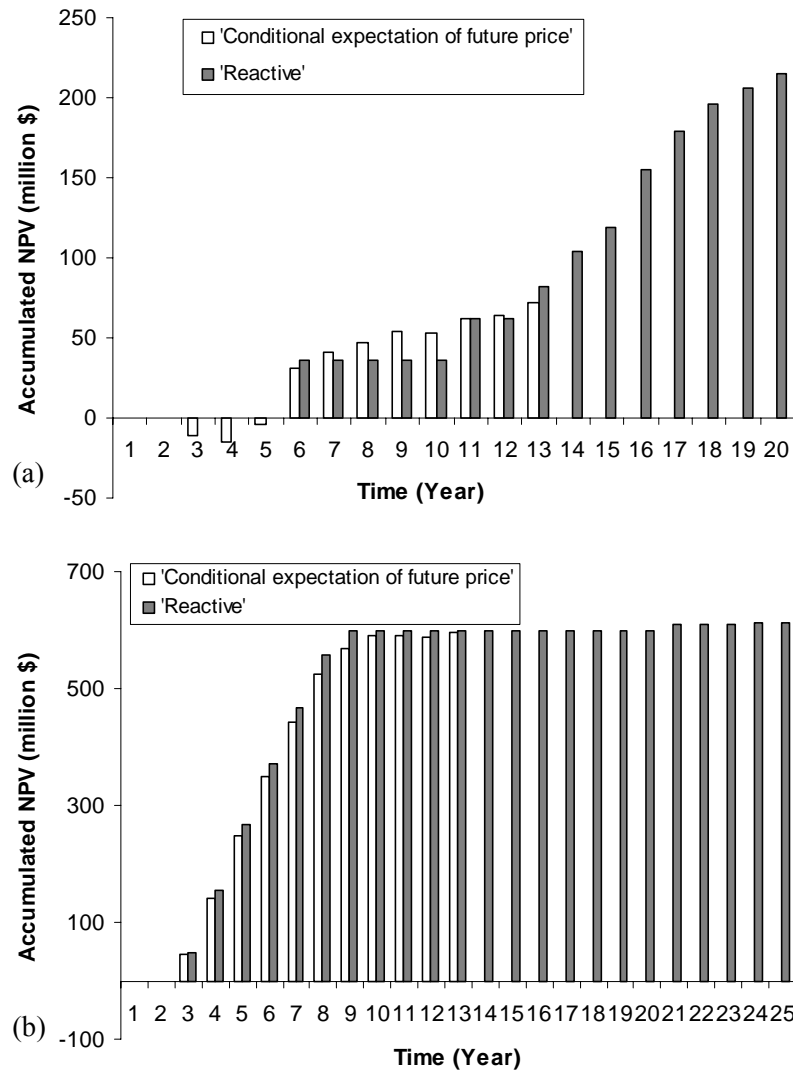 250
200
150
100
50
0
-50
Accumulated NPV (million $)
'Conditional expectation of future price'
'Reactive'
1 2 3 4 5 6 7 8 9 10 11 12 13 14 15 16 17 18 19 20
Time (Year)
(a)
700
500
300
100
-100
Accumulated NPV (million $)
'Conditional expectation of future price'
'Reactive'
1 2 3 4 5 6 7 8 9 10 11 12 13 14 15 16 17 18 19 20 21 22 23 24 25
Time (Year)
(b)